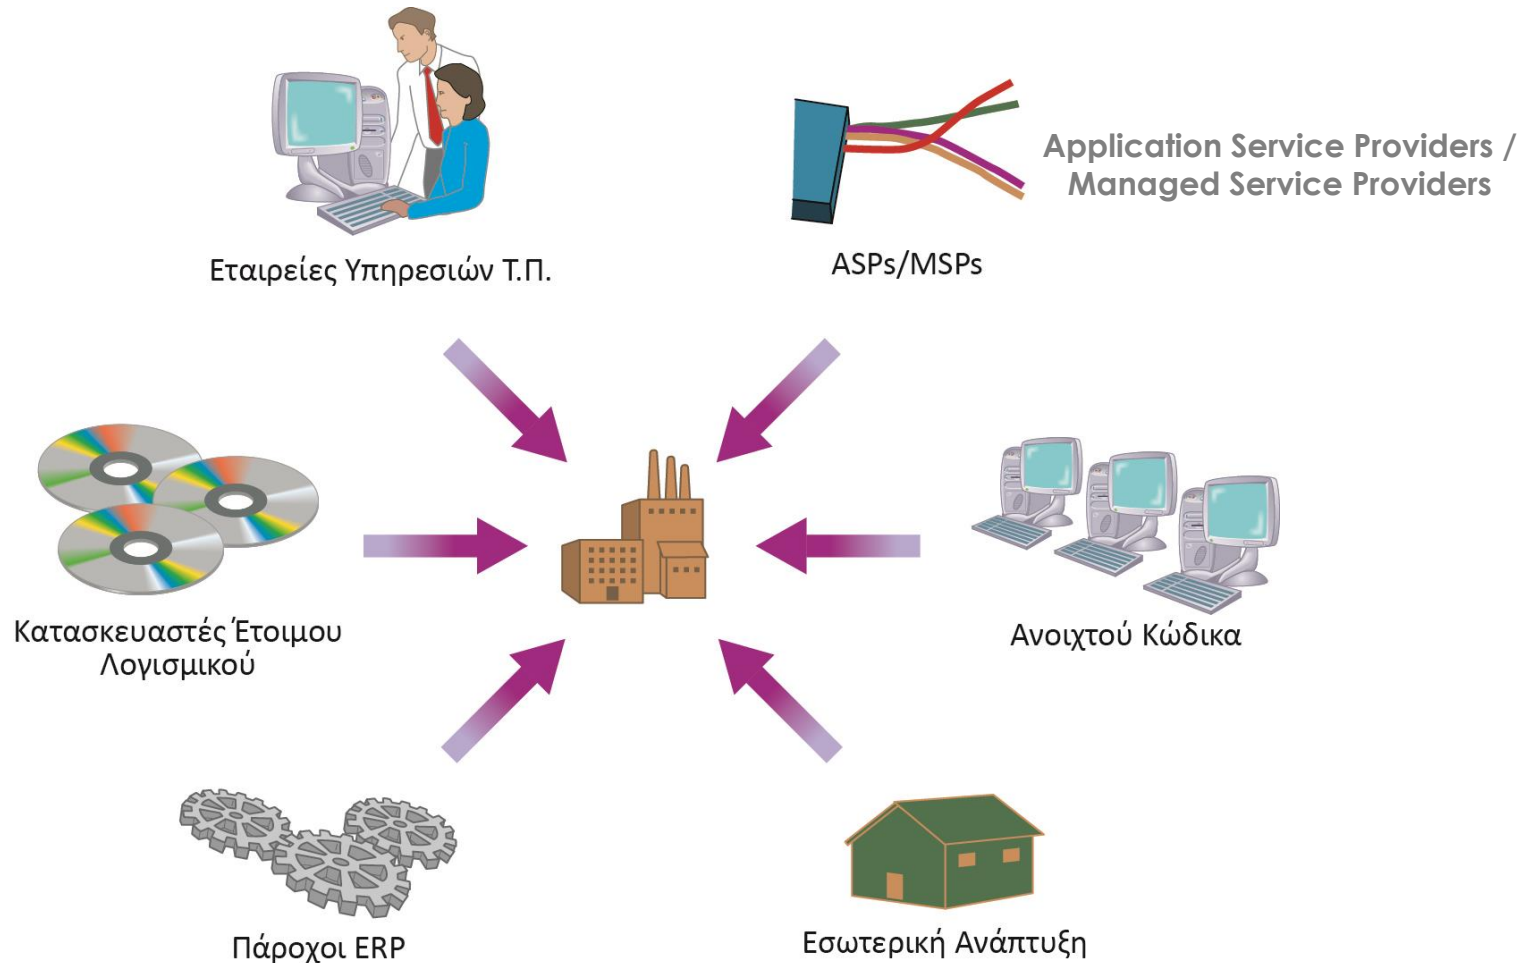 Application Service Providers /
Managed Service Providers
Εταιρείες Υπηρεσιών Τ.Π.
ASPs/MSPs
Κατασκευαστές Έτοιμου
Λογισμικού
Ανοιχτού Κώδικα
Πάροχοι ERP
Εσωτερική Ανάπτυξη